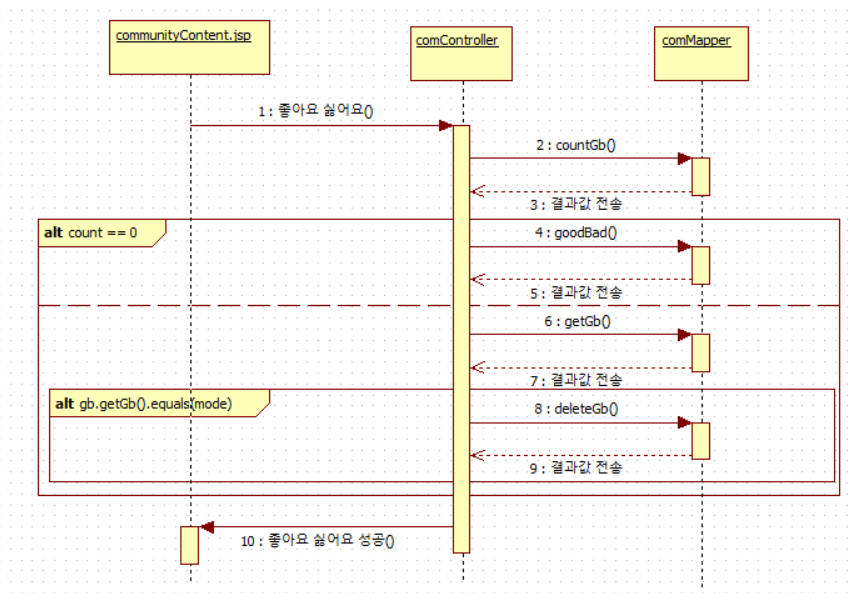 communityContent.jsp
comController
comMapper
1 : 좋아요 싫어요()
2 : countGb()
3 : 결과값 전송
alt count == 0
4 : goodBad()
5 : 결과값 전송
6 : getGb()
7 : 결과값 전송
alt gb.getGb().equals(mode)
8 : deleteGb()
9 : 결과값 전송
10 : 좋아요 싫어요 성공()